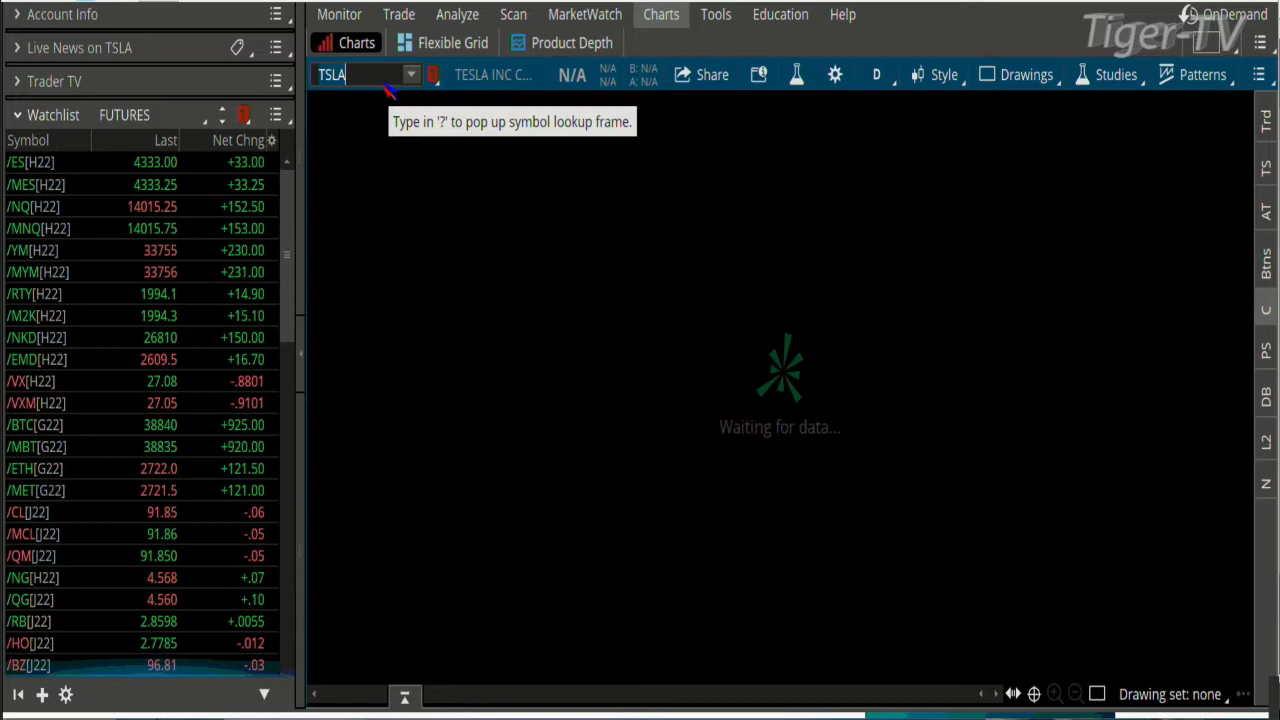 Account Info
Live News on TSLA
Trader TV
Watchlist FUTURES 1
Symbol Last Net Chng
/ES[H22] 4333.00 +33.00
/MES[H22] 4333.25 +33.25
/NQ[H22] 14015.25 +152.50
/MNQ[H22] 14015.75 +153.00
/YM[H22] 33755 +230.00
/MYM[H22] 33756 +231.00
/RTY[H22] 1994.1 +14.90
/M2K[H22] 1994.3 +15.10
/NKD[H22] 26810 +150.00
/EMD[H22] 2609.5 +16.70
/VX[H22] 27.08 -.8801
/VXM[H22] 27.05 -.9101
/BTC[G22] 38840 +925.00
/MBT[G22] 38835 +920.00
/ETH[G22] 2722.0 +121.50
/MET[G22] 2721.5 +121.00
/CL[J22] 91.85 -.06
/MCL[J22] 91.86 -.05
/QM[J22] 91.850 -.05
/NG[H22] 4.568 +.07
/QG[J22] 4.560 +.10
/RB[J22] 2.8598 +.0055
/HO[J22] 2.7785 -.012
/BZ[J22] 96.81 -.03
Monitor Trade Analyze Scan MarketWatch Charts Tools Education Help OnDemand
Tiger-TV
Charts Flexible Grid Product Depth
TSLA 1 TESLA INC C... N/A N/A B: N/A Share D Style Drawings Studies Patterns
N/A A: N/A
Type in '?' to pop up symbol lookup frame.
Waiting for data...
Trd
TS
AT
Btns
C
PS
DB
L2
N
Drawing set: none